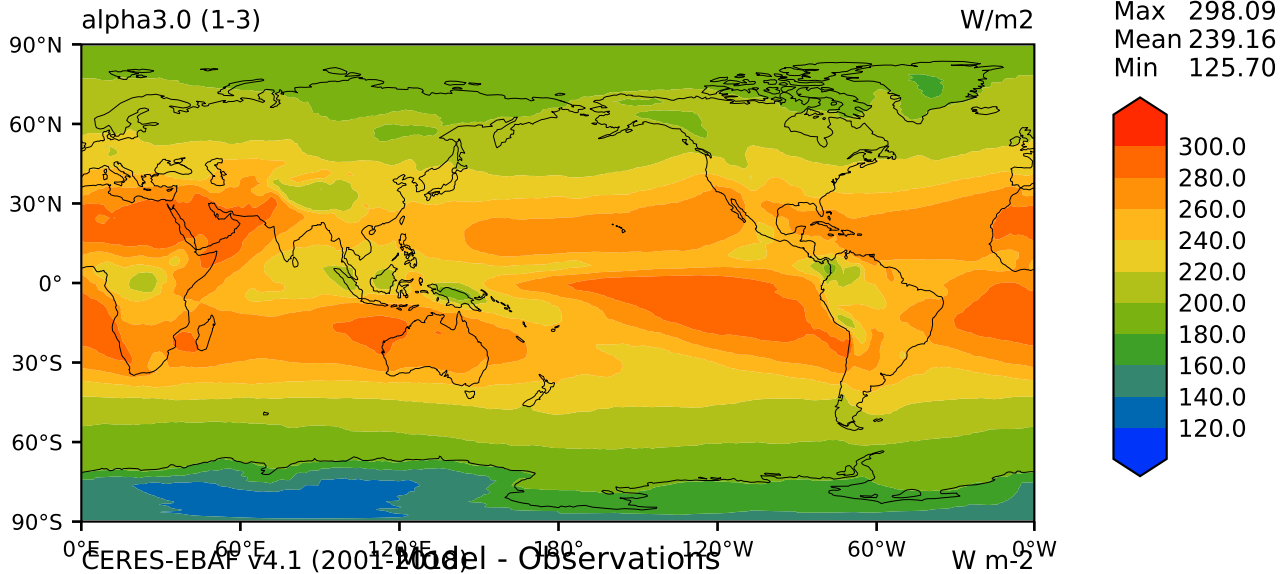 alpha3.0 (1-3) W/m2
Max 298.09
Mean 239.16
Min 125.70
90°N
60°N
30°N
0°
30°S
60°S
90°S
0°E 60°E 120°E 180° 120°W 60°W 0°W
300.0
280.0
260.0
240.0
220.0
200.0
180.0
160.0
140.0
120.0
CERES-EBAF v4.1 (2001-2018) Model - Observations W m-2